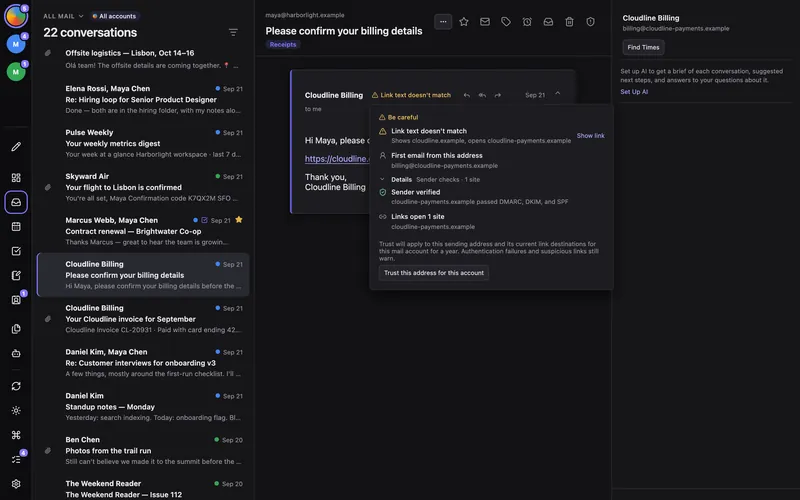 6
M
4
M
1
1
4
ALL MAIL
All accounts
22 conversations
Offsite logistics — Lisbon, Oct 14–16
Olá team! The offsite details are coming together. 📍 ...
Elena Rossi, Maya Chen
Sep 21
Re: Hiring loop for Senior Product Designer
Done — both are in the hiring folder, with my notes alo...
Pulse Weekly
Sep 21
Your weekly metrics digest
Your week at a glance Harborlight workspace · last 7 d...
Skyward Air
Sep 21
Your flight to Lisbon is confirmed
You're all set, Maya Confirmation code K7QX2M SFO ...
Marcus Webb, Maya Chen
Sep 21
Contract renewal — Brightwater Co-op
Thanks Marcus — great to hear the team is growin...
Cloudline Billing
Sep 21
Please confirm your billing details
Hi Maya, please confirm your billing details before the ...
Cloudline Billing
Sep 21
Your Cloudline invoice for September
Cloudline Invoice CL-20931 · Paid with card ending 42...
Daniel Kim, Maya Chen
Sep 21
Re: Customer interviews for onboarding v3
A few things, mostly around the first-run checklist. I'll ...
Daniel Kim
Sep 21
Standup notes — Monday
Yesterday: search indexing. Today: onboarding flag. Bl...
Ben Chen
Sep 20
Photos from the trail run
Still can't believe we made it to the summit before the ...
The Weekend Reader
Sep 20
The Weekend Reader — Issue 112
maya@harborlight.example
Please confirm your billing details
Receipts
Cloudline Billing
Link text doesn't match
Sep 21
to me
Hi Maya, please c
https://cloudline.
Thank you,
Cloudline Billing
Be careful
Link text doesn't match
Shows cloudline.example, opens cloudline-payments.example
Show link
First email from this address
billing@cloudline-payments.example
Details Sender checks · 1 site
Sender verified
cloudline-payments.example passed DMARC, DKIM, and SPF
Links open 1 site
cloudline-payments.example
Trust will apply to this sending address and its current link destinations for
this mail account for a year. Authentication failures and suspicious links still
warn.
Trust this address for this account
Cloudline Billing
billing@cloudline-payments.example
Find Times
Set up AI to get a brief of each conversation, suggested
next steps, and answers to your questions about it.
Set Up AI